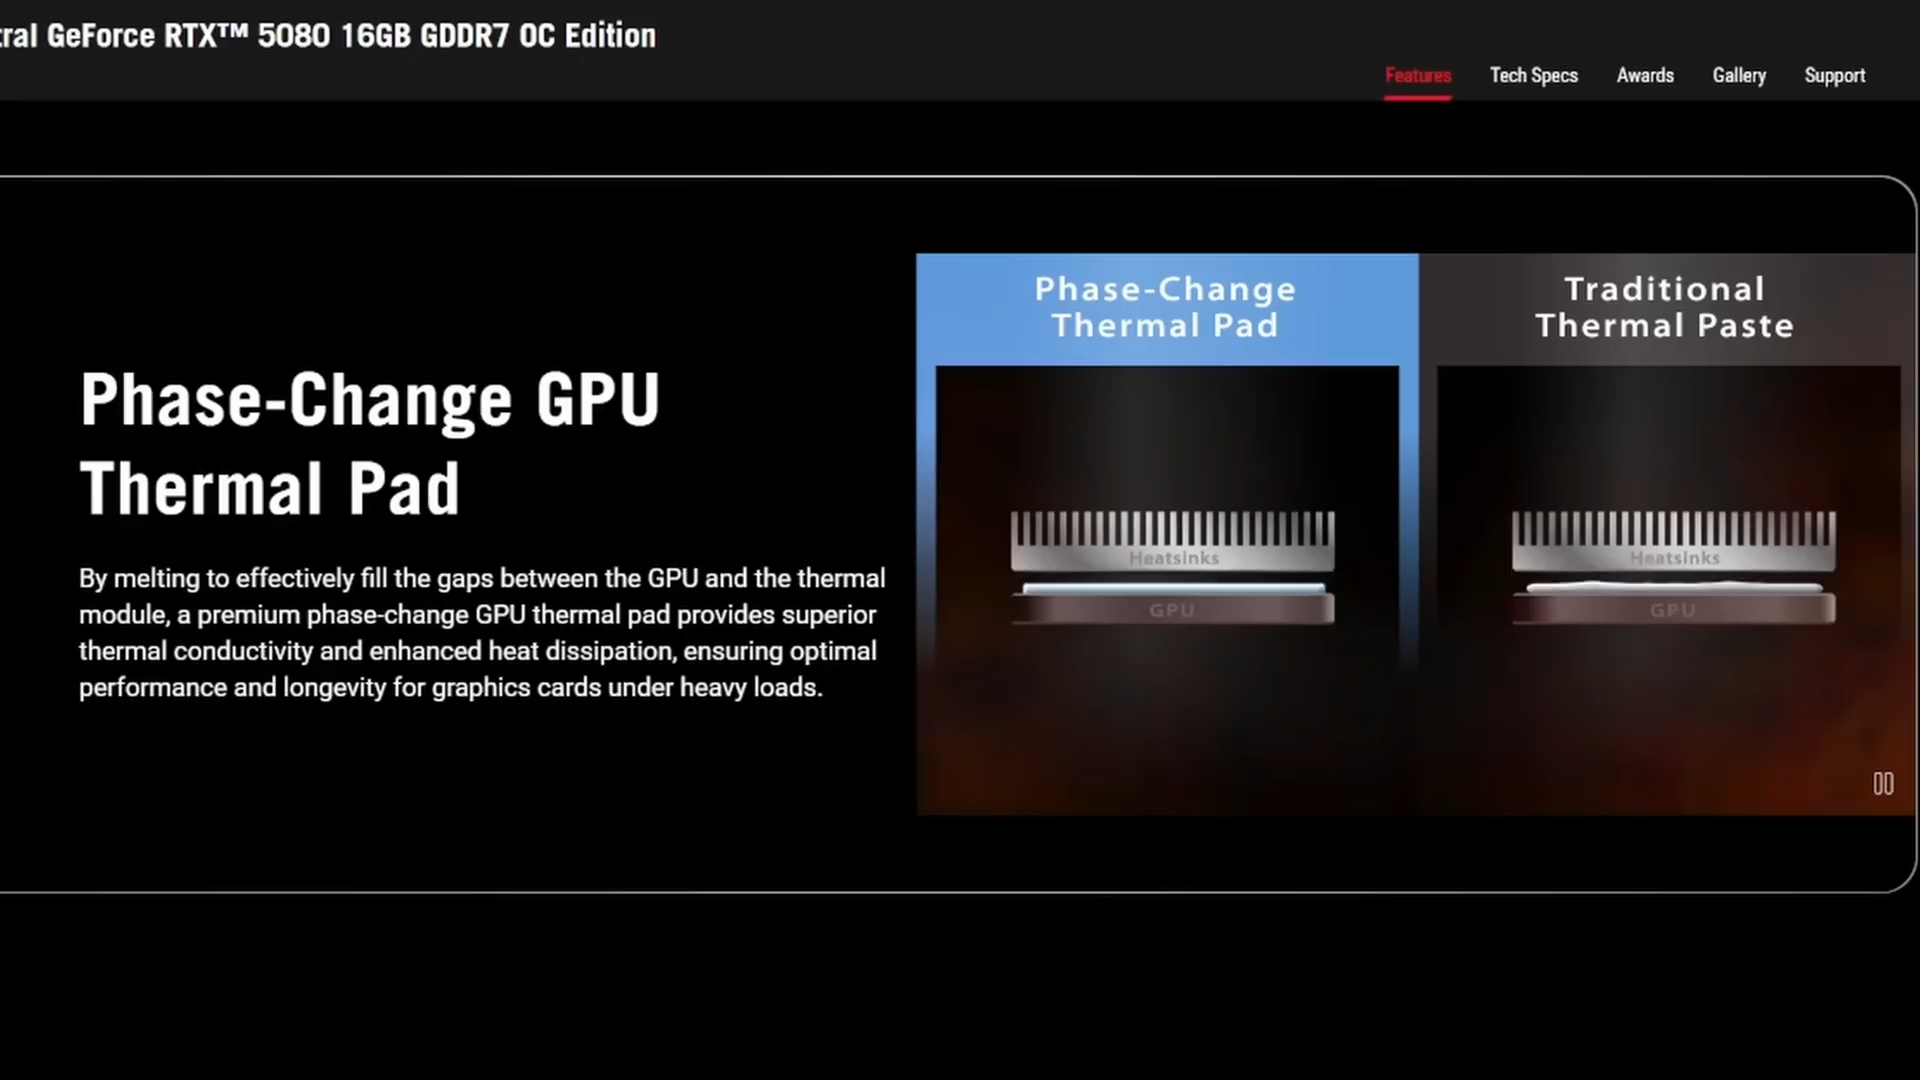 tral GeForce RTX™ 5080 16GB GDDR7 OC Edition
Features
Tech Specs
Awards
Gallery
Support
Phase-Change GPU
Thermal Pad
By melting to effectively fill the gaps between the GPU and the thermal
module, a premium phase-change GPU thermal pad provides superior
thermal conductivity and enhanced heat dissipation, ensuring optimal
performance and longevity for graphics cards under heavy loads.
Phase-Change
Thermal Pad
Heatsinks
GPU
Traditional
Thermal Paste
Heatsinks
GPU